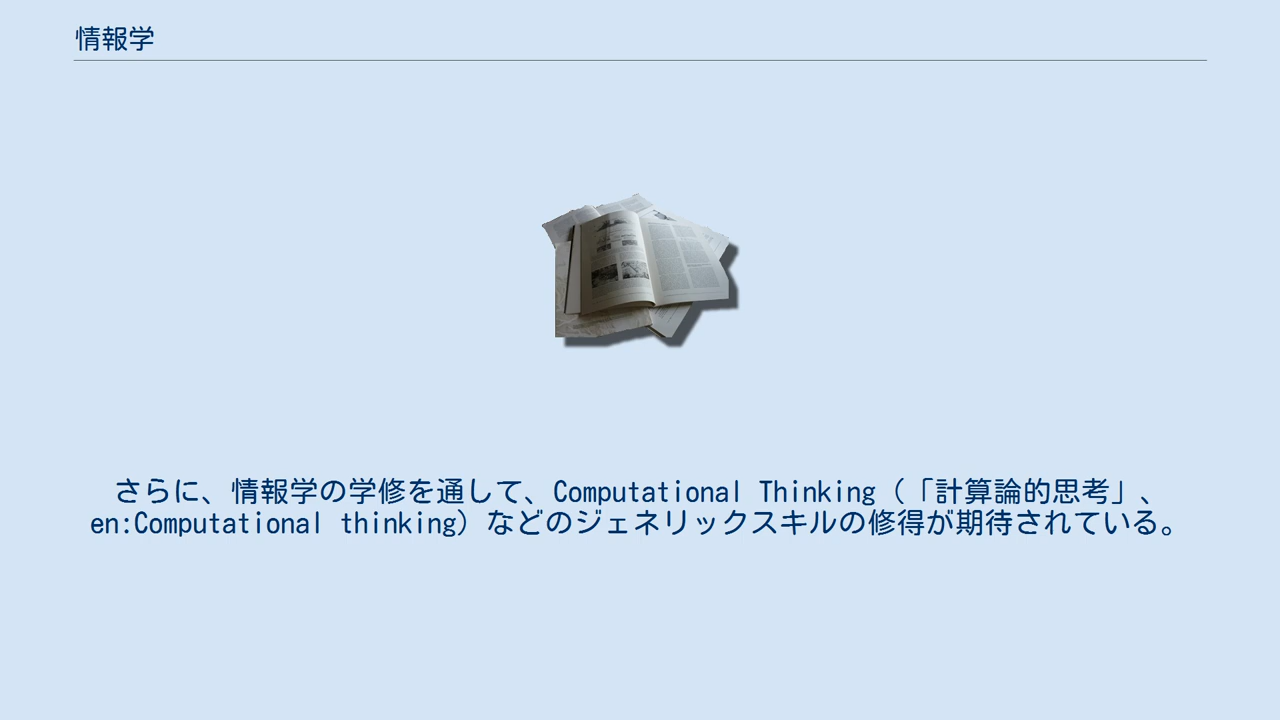 情報学
さらに、情報学の学修を通して、Computational Thinking（「計算論的思考」、
en:Computational thinking）などのジェネリックスキルの修得が期待されている。